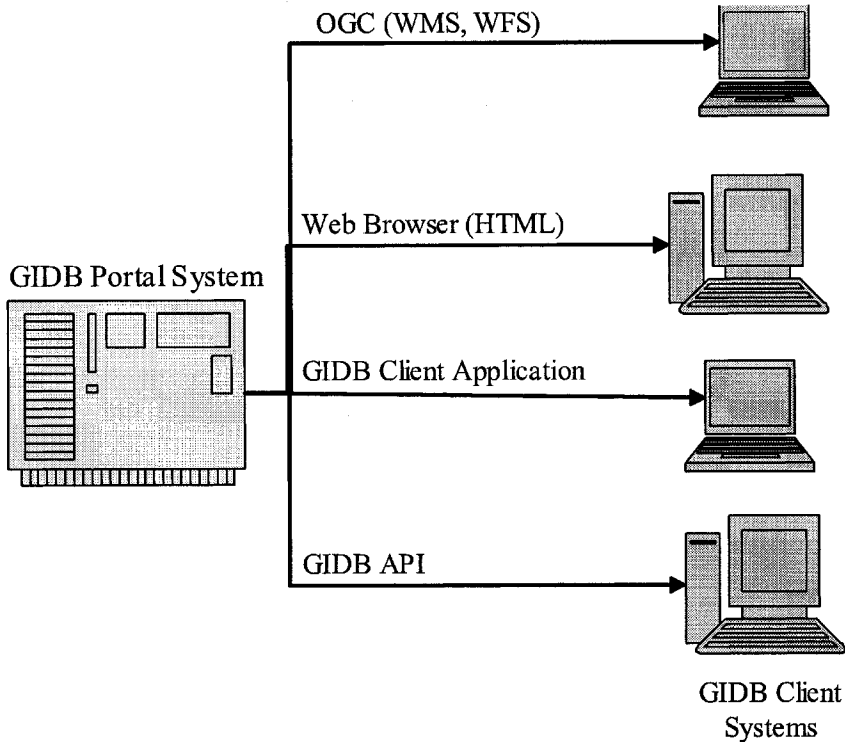 OGC (WMS, WFS)
Web Browser (HTML)
GIDB Portal System
GIDB Client Application
GIDB API
GIDB Client
Systems